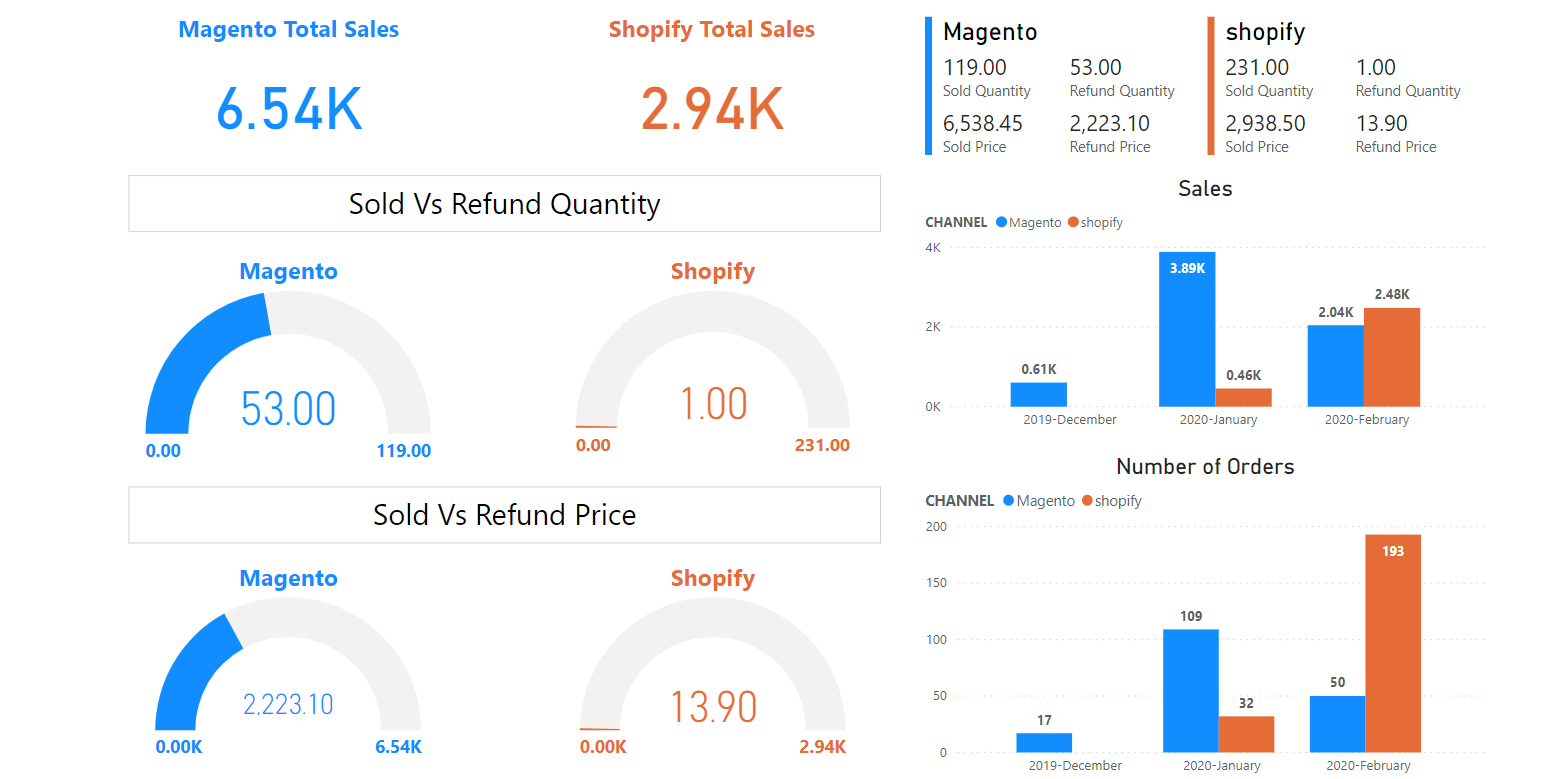 Magento Total Sales
6.54K
Shopify Total Sales
2.94K
Magento
119.00 53.00
Sold Quantity Refund Quantity
6,538.45 2,223.10
Sold Price Refund Price
shopify
231.00 1.00
Sold Quantity Refund Quantity
2,938.50 13.90
Sold Price Refund Price
Sold Vs Refund Quantity
Magento
53.00
0.00 119.00
Shopify
1.00
0.00 231.00
Sold Vs Refund Price
Magento
2,223.10
0.00K 6.54K
Shopify
13.90
0.00K 2.94K
Sales
CHANNEL Magento shopify
4K
2K
0K
0.61K
3.89K
0.46K
2.04K
2.48K
2019-December 2020-January 2020-February
Number of Orders
CHANNEL Magento shopify
200
150
100
50
0
17
109
32
50
193
2019-December 2020-January 2020-February